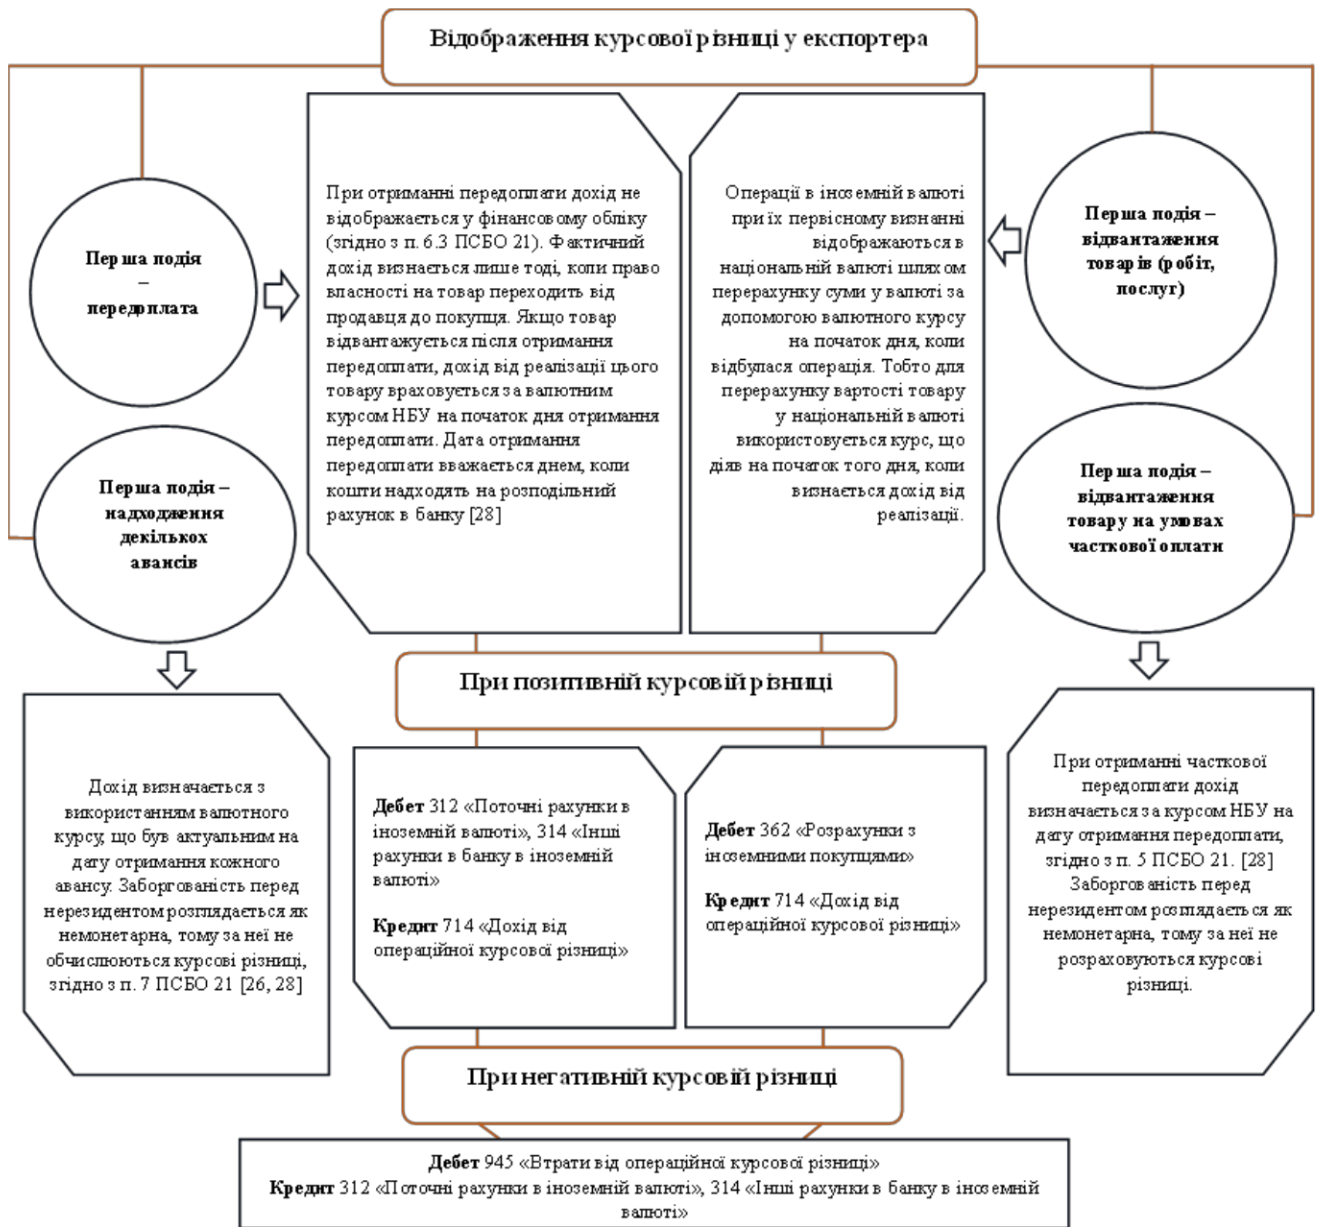 Відображення курсової різниці у експортера
Перша подія
–
передоплата
При отриманні передоплати дохід не
відображається у фінансовому обліку
(згідно з п. 6.3 ПСБО 21). Фактичний
дохід визнається лише тоді, коли право
власності на товар переходить від
продавця до покупця. Якщо товар
відвантажується після отримання
передоплати, дохід від реалізації цього
товару враховується за валютним
курсом НБУ на початок дня отримання
передоплати. Дата отримання
передоплати вважається днем, коли
кошти надходять на розподільний
рахунок в банку [28]
Операції в іноземній валюті
при їх первісному визнанні
відображаються в
національній валюті шляхом
перерахунку суми у валюті за
допомогою валютного курсу
на початок дня, коли
відбулася операція. Тобто для
перерахунку вартості товару
у національній валюті
використовується курс, що
діяв на початок того дня, коли
визнається дохід від
реалізації.
Перша подія –
відвантаження
товарів (робіт,
послуг)
Перша подія –
надходження
декількох
авансів
Перша подія –
відвантаження
товару на умовах
часткової оплати
При позитивній курсовій різниці
Дохід визначається з
використанням валютного
курсу, що був актуальним на
дату отримання кожного
авансу. Заборгованість перед
нерезидентом розглядається як
немонетарна, тому за неї не
обчислюються курсові різниці,
згідно з п. 7 ПСБО 21 [26, 28]
Дебет 312 «Поточні рахунки в
іноземній валюті», 314 «Інші
рахунки в банку в іноземній
валюті»
Кредит 714 «Дохід від
операційної курсової різниці»
Дебет 362 «Розрахунки з
іноземними покупцями»
Кредит 714 «Дохід від
операційної курсової різниці»
При отриманні часткової
передоплати дохід
визначається за курсом НБУ на
дату отримання передоплати,
згідно з п. 5 ПСБО 21. [28]
Заборгованість перед
нерезидентом розглядається як
немонетарна, тому за неї не
розраховуються курсові
різниці.
При негативній курсовій різниці
Дебет 945 «Втрати від операційної курсової різниці»
Кредит 312 «Поточні рахунки в іноземній валюті», 314 «Інші рахунки в банку в іноземній
валюті»